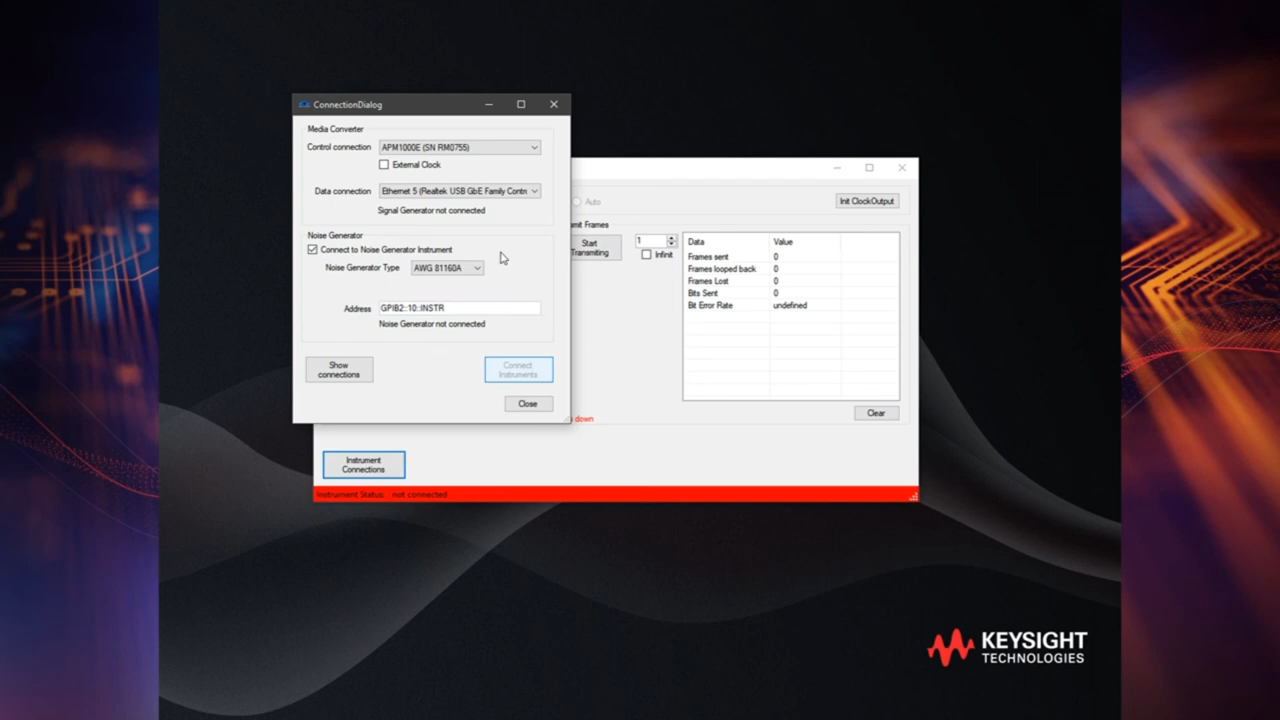 ConnectionDialog
Media Converter
Control connection APM1000E (SN RM0755)
External Clock
Data connection Ethernet 5 (Realtek USB GbE Family Contr
Signal Generator not connected
Noise Generator
Connect to Noise Generator Instrument
Noise Generator Type AWG 81160A
Address GPIB2::10::INSTR
Noise Generator not connected
Show
connections
Connect
Instruments
Close
Auto
Init ClockOutput
Frames
Start
Transmiting
1
Infinit
Data Value
Frames sent 0
Frames looped back 0
Frames Lost 0
Bits Sent 0
Bit Error Rate undefined
down
Clear
Instrument
Connections
Instrument Status: not connected
KEYSIGHT
TECHNOLOGIES